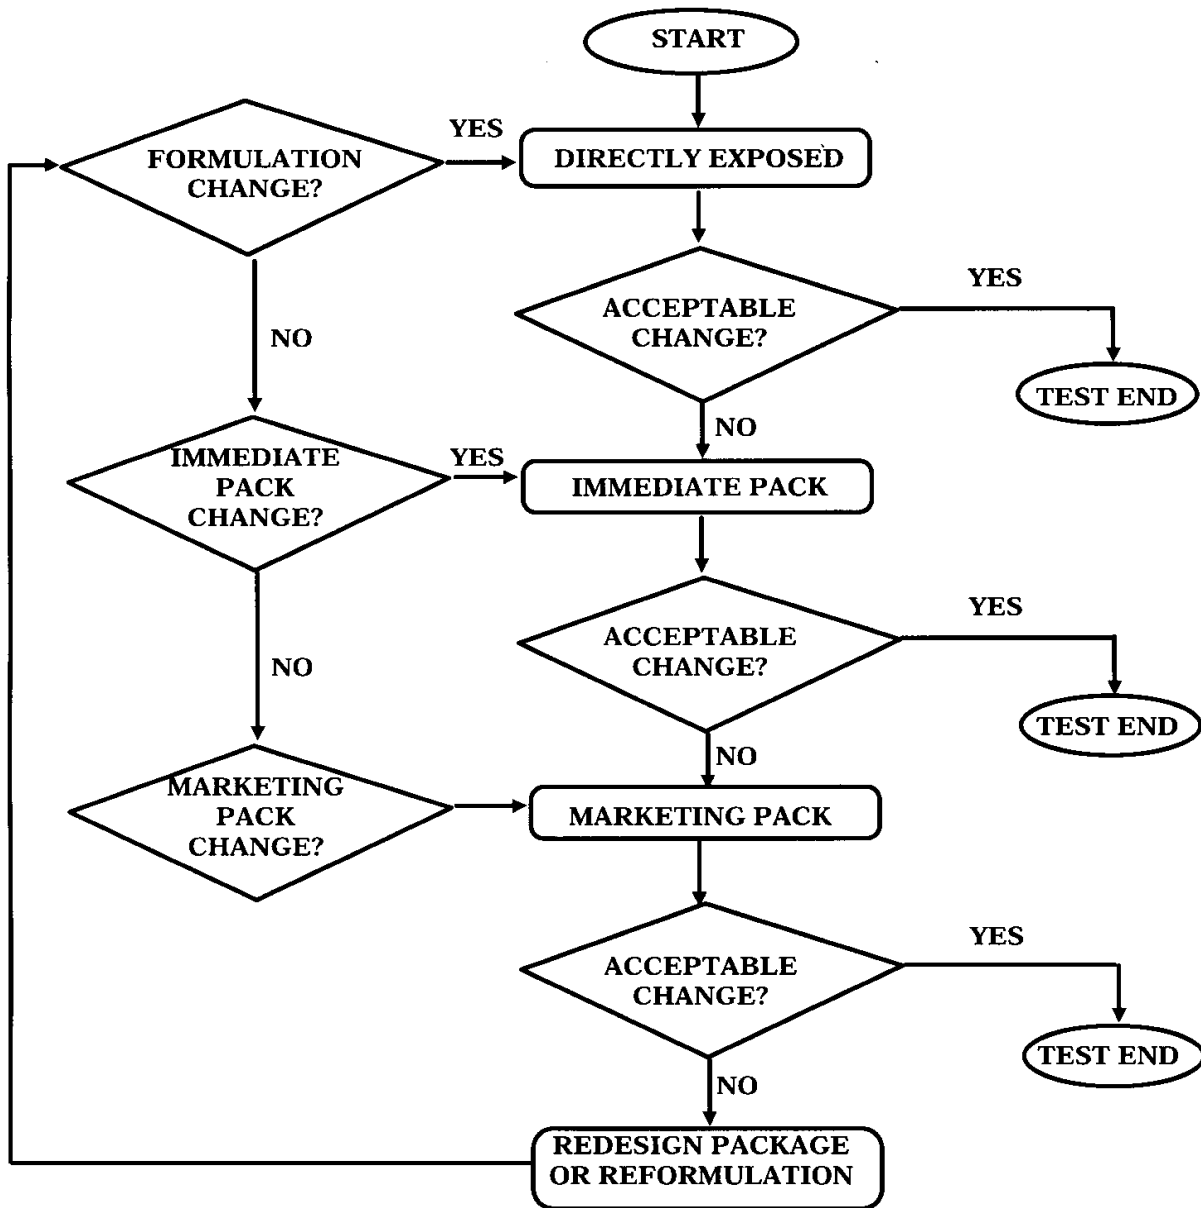 START
YES
FORMULATION
CHANGE?
DIRECTLY EXPOSED
YES
ACCEPTABLE
CHANGE?
NO
TEST END
NO
IMMEDIATE
PACK
CHANGE?
YES
IMMEDIATE PACK
YES
ACCEPTABLE
CHANGE?
NO
TEST END
NO
MARKETING
PACK
CHANGE?
MARKETING PACK
YES
ACCEPTABLE
CHANGE?
TEST END
NO
REDESIGN PACKAGE
OR REFORMULATION